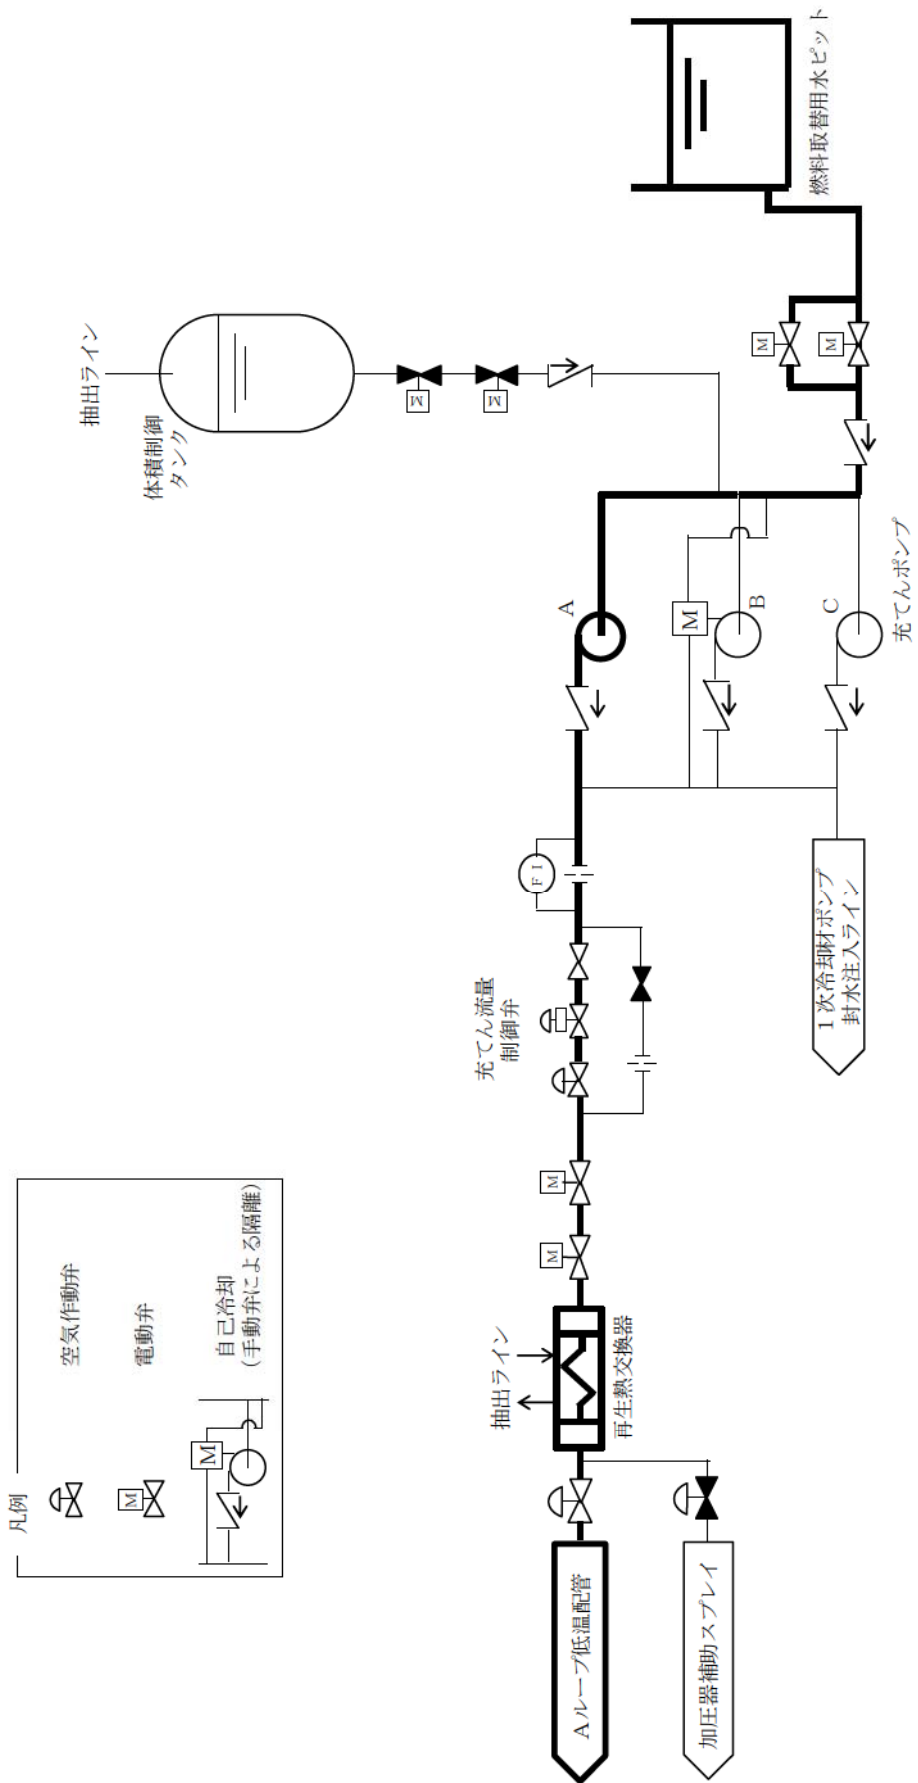 凡例
空気作動弁
電動弁
M
自己冷却
(手動弁による隔離)
M
抽出ライン
体積制御
タンク
M
M
燃料取替用水ピット
M
M
A
M
B
C
充てんポンプ
F I
充てん流量
制御弁
1次冷却材ポンプ
封水注入ライン
M
M
抽出ライン
再生熱交換器
Aループ低温配管
加圧器補助スプレイ